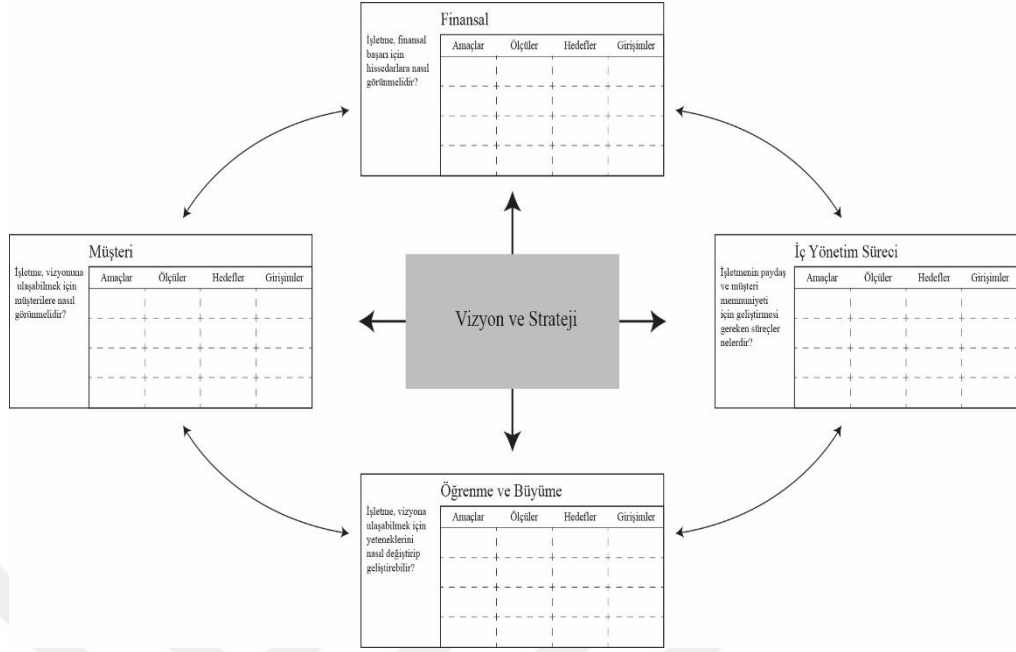 Finansal
İşletme, finansal
başarı için
hissedarlara nasıl
görünmelidir?
Amaçlar Ölçüler Hedefler Girişimler
Müşteri
İşletme, vizyonuna
ulaşabilmek için
müşterilere nasıl
görünmelidir?
Amaçlar Ölçüler Hedefler Girişimler
Vizyon ve Strateji
İç Yönetim Süreci
İşletmenin paydaş
ve müşteri
memnuniyeti
için geliştirmesi
gereken süreçler
nelerdir?
Amaçlar Ölçüler Hedefler Girişimler
Öğrenme ve Büyüme
İşletme, vizyona
ulaşabilmek için
yeteneklerini
nasıl değiştirip
geliştirebilir?
Amaçlar Ölçüler Hedefler Girişimler